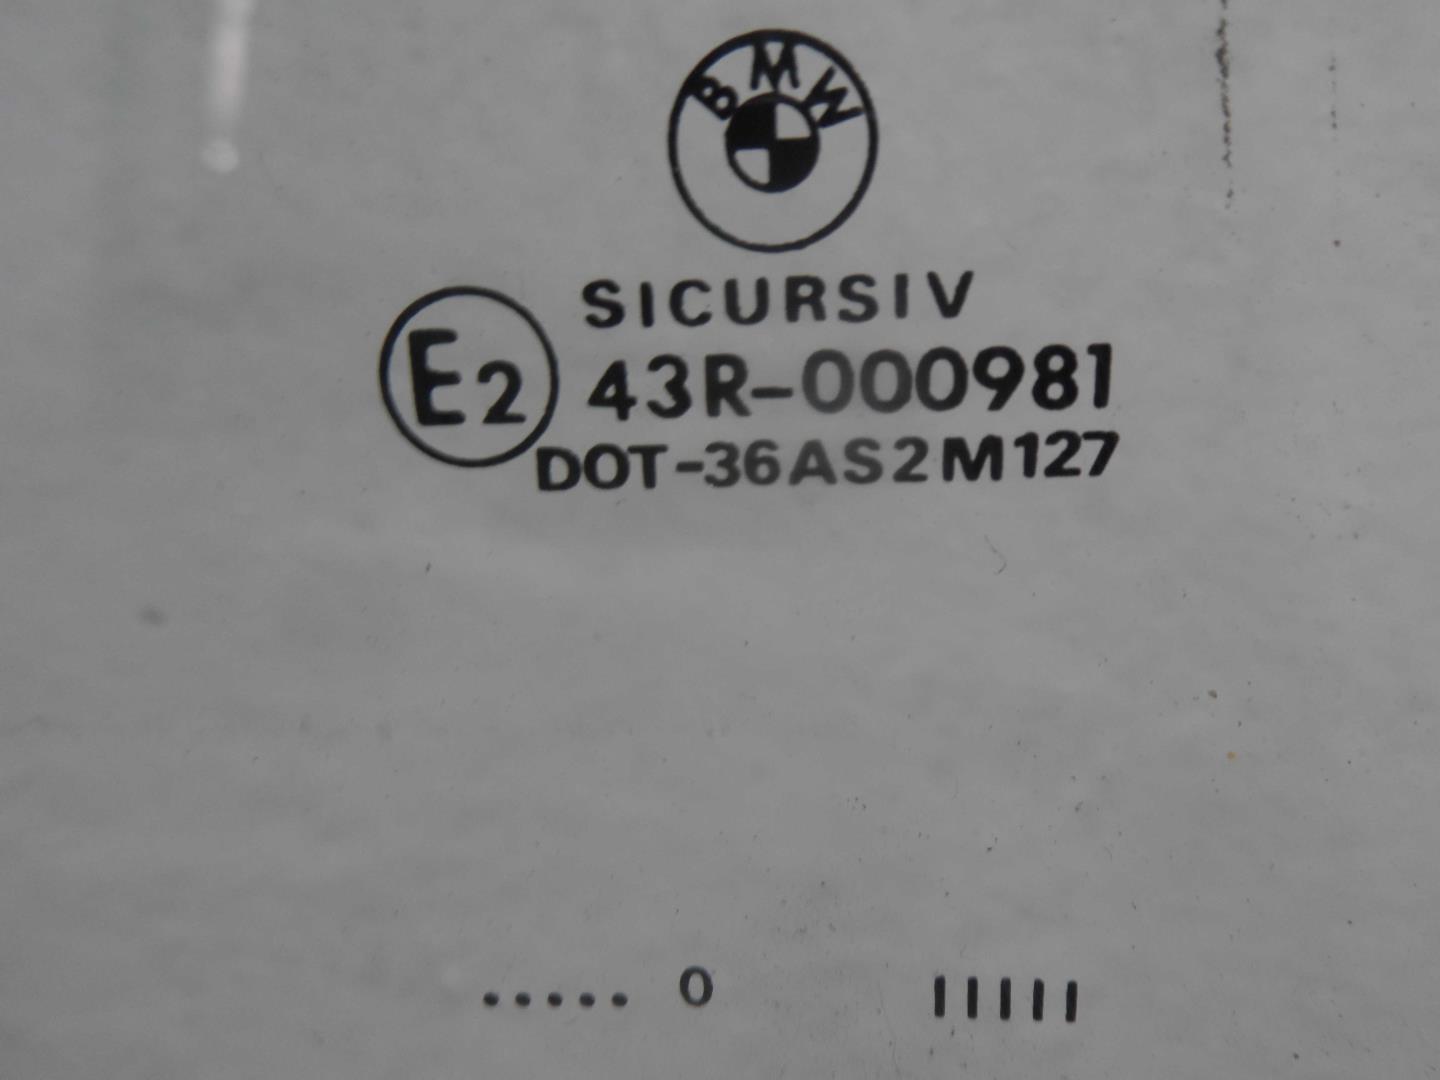 BMW
SICURSIV
E2
43R-000981
DOT-36AS2M127
..... 0 IIIII